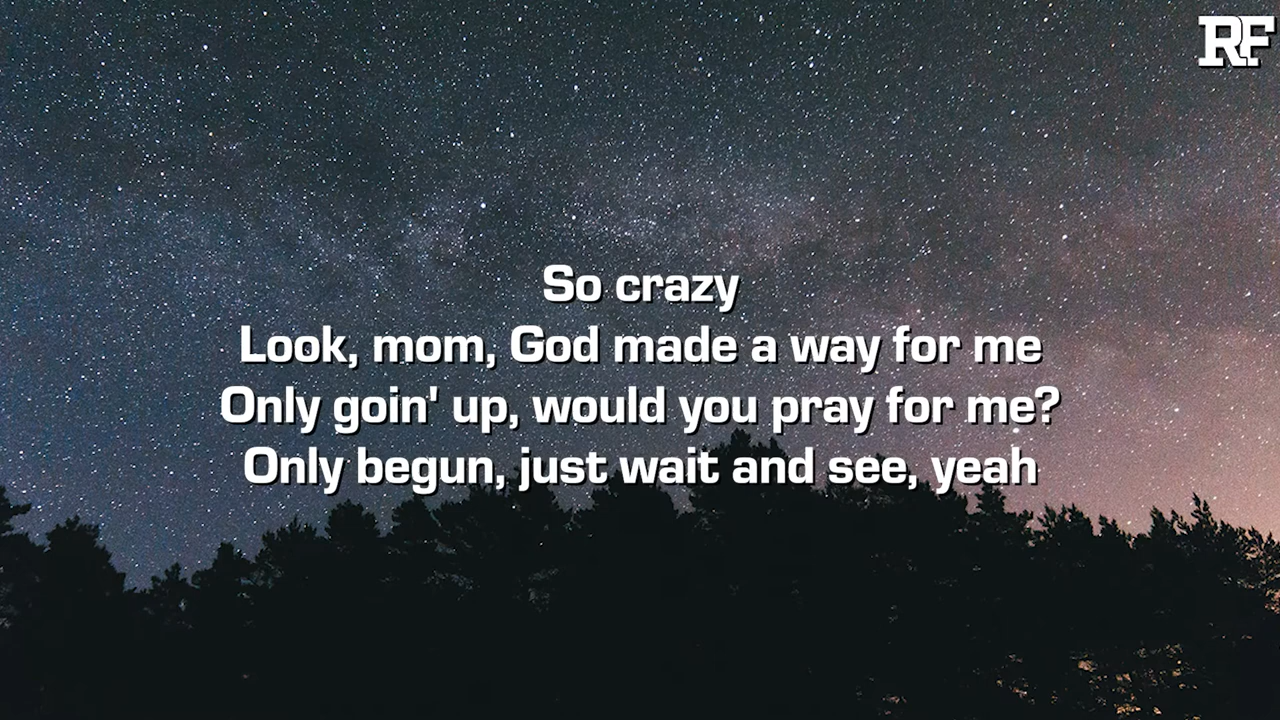 RF
So crazy
Look, mom, God made a way for me
Only goin' up, would you pray for me?
Only begun, just wait and see, yeah